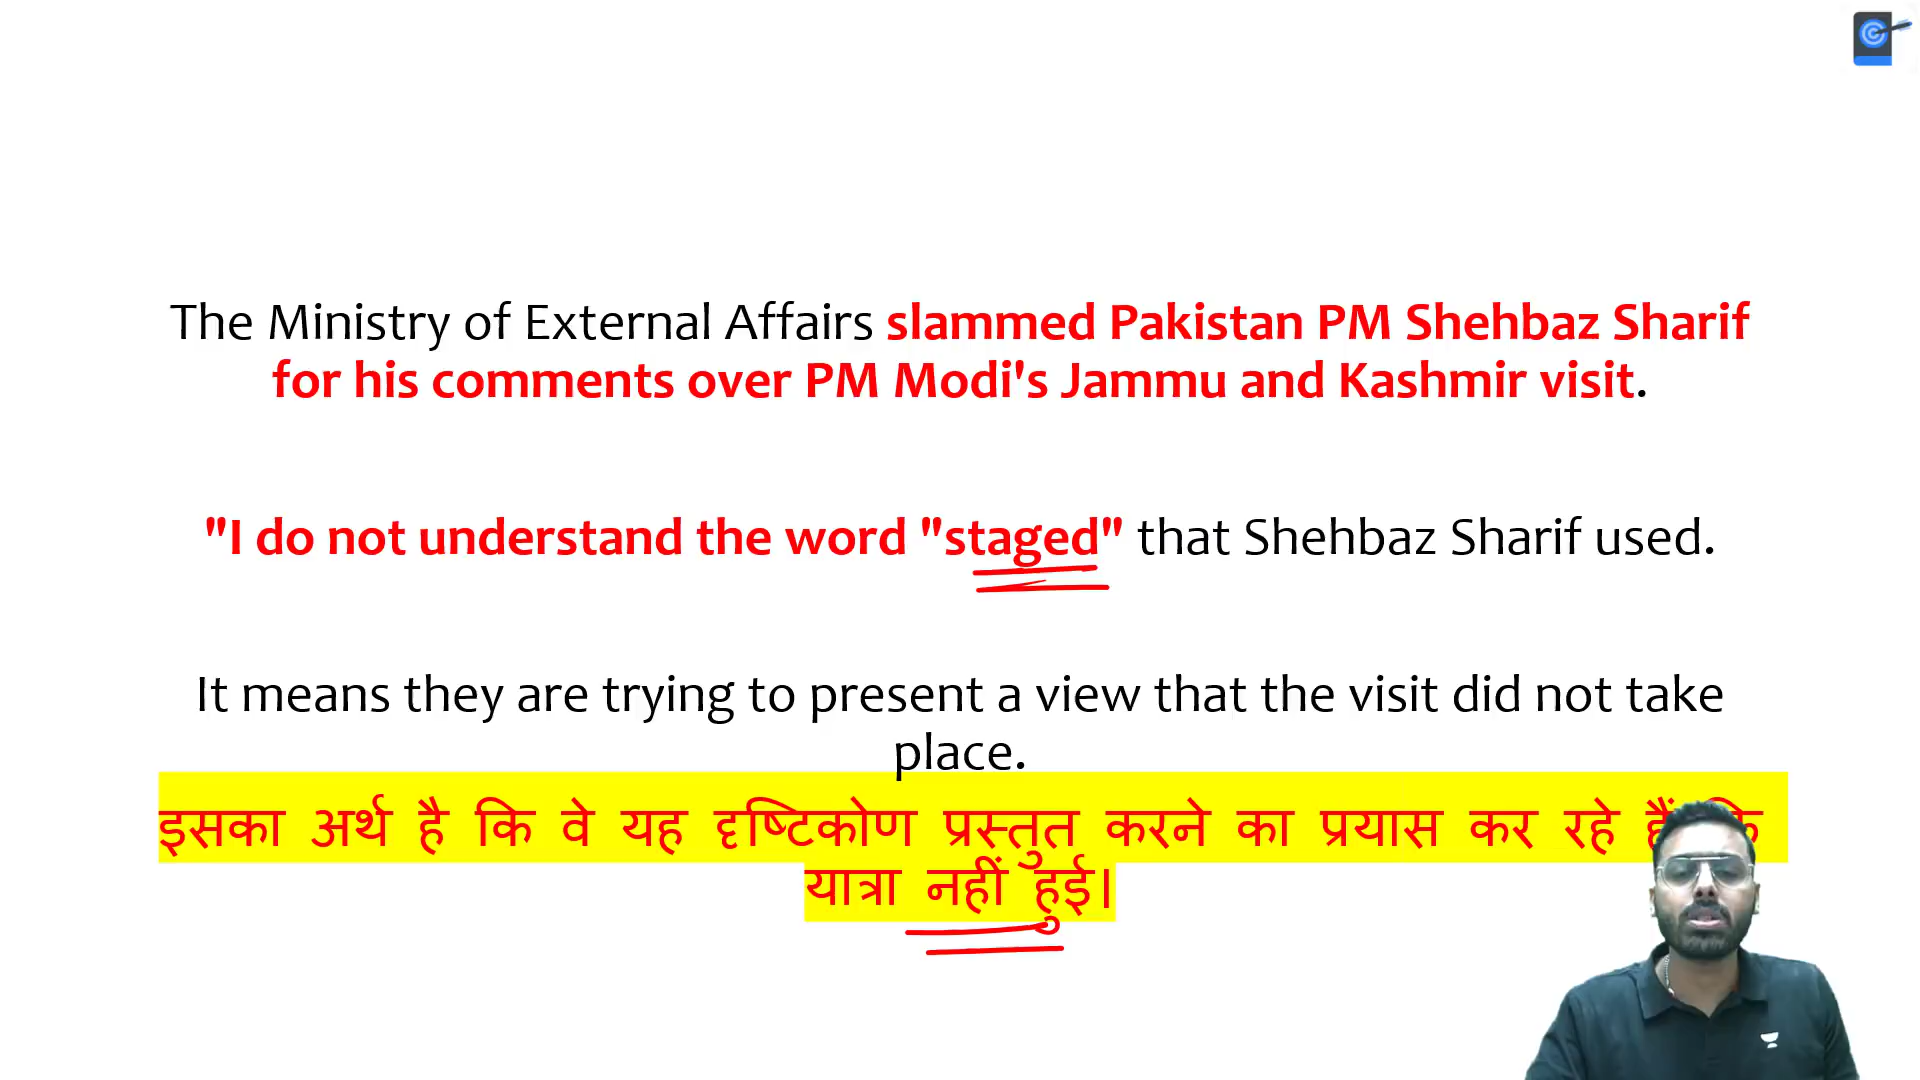 The Ministry of External Affairs slammed Pakistan PM Shehbaz Sharif
for his comments over PM Modi's Jammu and Kashmir visit.
"I do not understand the word "staged" that Shehbaz Sharif used.
It means they are trying to present a view that the visit did not take
place.
इसका अर्थ है कि वे यह दृष्टिकोण प्रस्तुत करने का प्रयास कर रहे हैं कि
यात्रा नहीं हुई।